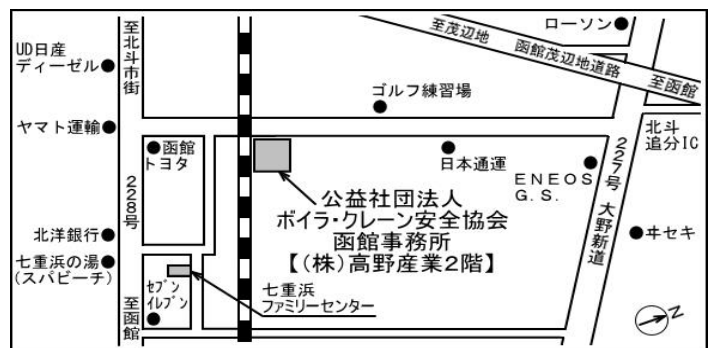 至北斗市街
UD日産
ディーゼル
ヤマト運輸
228号
北洋銀行
七重浜の湯
(スパビーチ)
至函館
函館
トヨタ
セブン
イレブン
七重浜
ファミリーセンター
ゴルフ練習場
日本通運
ENEOS
G.S.
公益社団法人
ボイラ・クレーン安全協会
函館事務所
【(株)高野産業2階】
ローソン
至茂辺地
函館茂辺地道路
至函館
北斗
追分IC
227号
大野新道
ヰセキ
N